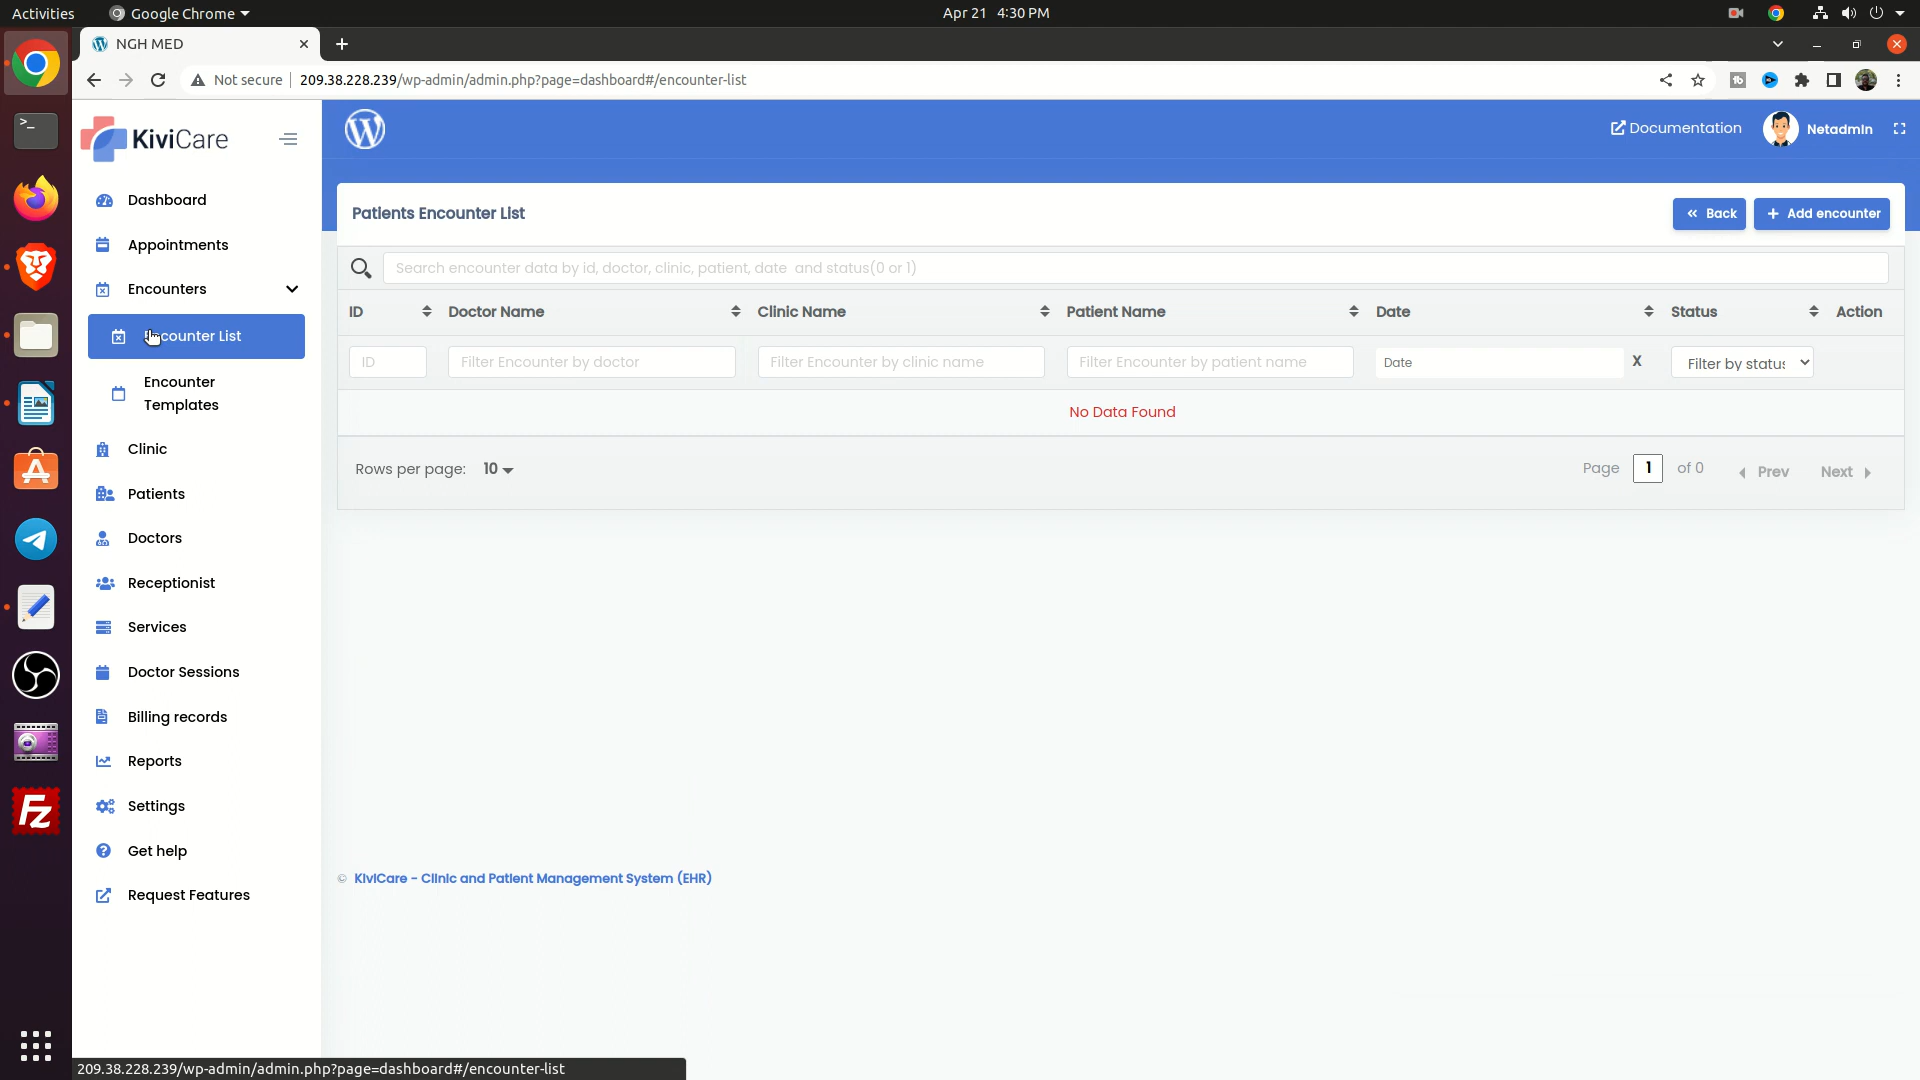 Activities
Google Chrome
Apr 21 4:30 PM
NGH MED
Not secure
209.38.228.239/wp-admin/admin.php?page=dashboard#/encounter-list
KiviCare
Documentation
Netadmin
Dashboard
Appointments
Encounters
counter List
Encounter
Templates
Clinic
Patients
Doctors
Receptionist
Services
Doctor Sessions
Billing records
Reports
Settings
Get help
Request Features
Patients Encounter List
« Back
+ Add encounter
Search encounter data by id, doctor, clinic, patient, date and status(0 or 1)
ID
Doctor Name
Clinic Name
Patient Name
Date
Status
Action
ID
Filter Encounter by doctor
Filter Encounter by clinic name
Filter Encounter by patient name
Date
X
Filter by status
No Data Found
Rows per page: 10
Page 1 of 0
Prev
Next
© KiviCare - Clinic and Patient Management System (EHR)
209.38.228.239/wp-admin/admin.php?page=dashboard#/encounter-list